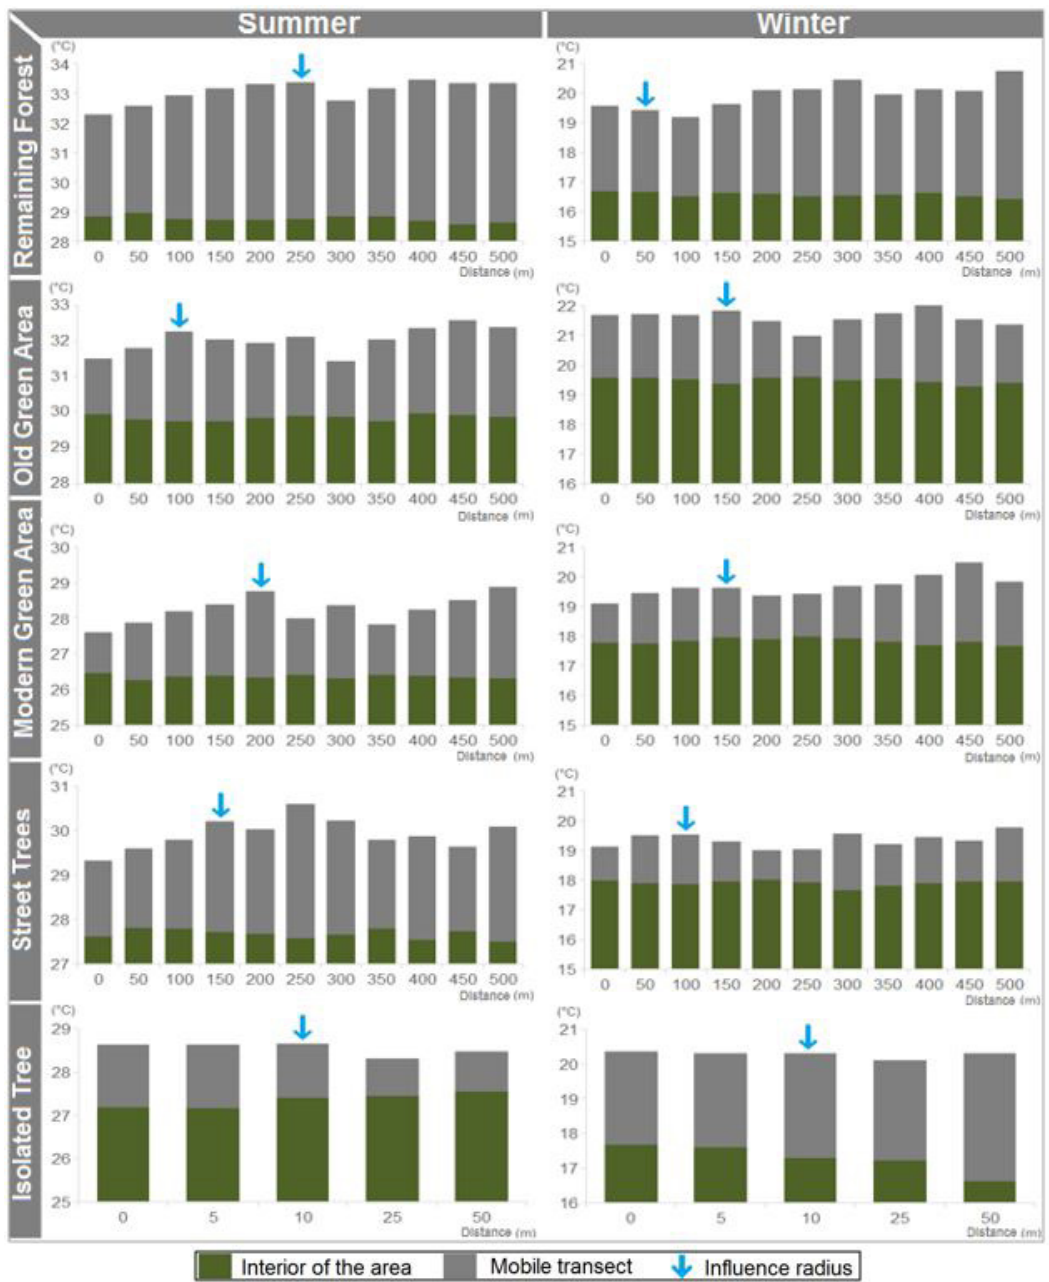 Summer Winter
Remaining Forest
(°C) (°C)
34 21
33 20
32 19
31 18
30 17
29 16
28 15
0 50 100 150 200 250 300 350 400 450 500 0 50 100 150 200 250 300 350 400 450 500
Distance (m) Distance (m)
Old Green Area
(°C) (°C)
33 22
32 21
31 20
30 19
29 18
28 17
16
0 50 100 150 200 250 300 350 400 450 500 0 50 100 150 200 250 300 350 400 450 500
Distance (m) Distance (m)
Modern Green Area
(°C) (°C)
30 21
29 20
28 19
27 18
26 17
25 16
15
0 50 100 150 200 250 300 350 400 450 500 0 50 100 150 200 250 300 350 400 450 500
Distance (m) Distance (m)
Street Trees
(°C) (°C)
31 21
30 20
29 19
28 18
27 17
16
15
0 50 100 150 200 250 300 350 400 450 500 0 50 100 150 200 250 300 350 400 450 500
Distance (m) Distance (m)
Isolated Tree
(°C) (°C)
29 21
28 20
27 19
26 18
25 17
16
0 5 10 25 50 0 5 10 25 50
Distance (m) Distance (m)
Interior of the area Mobile transect Influence radius